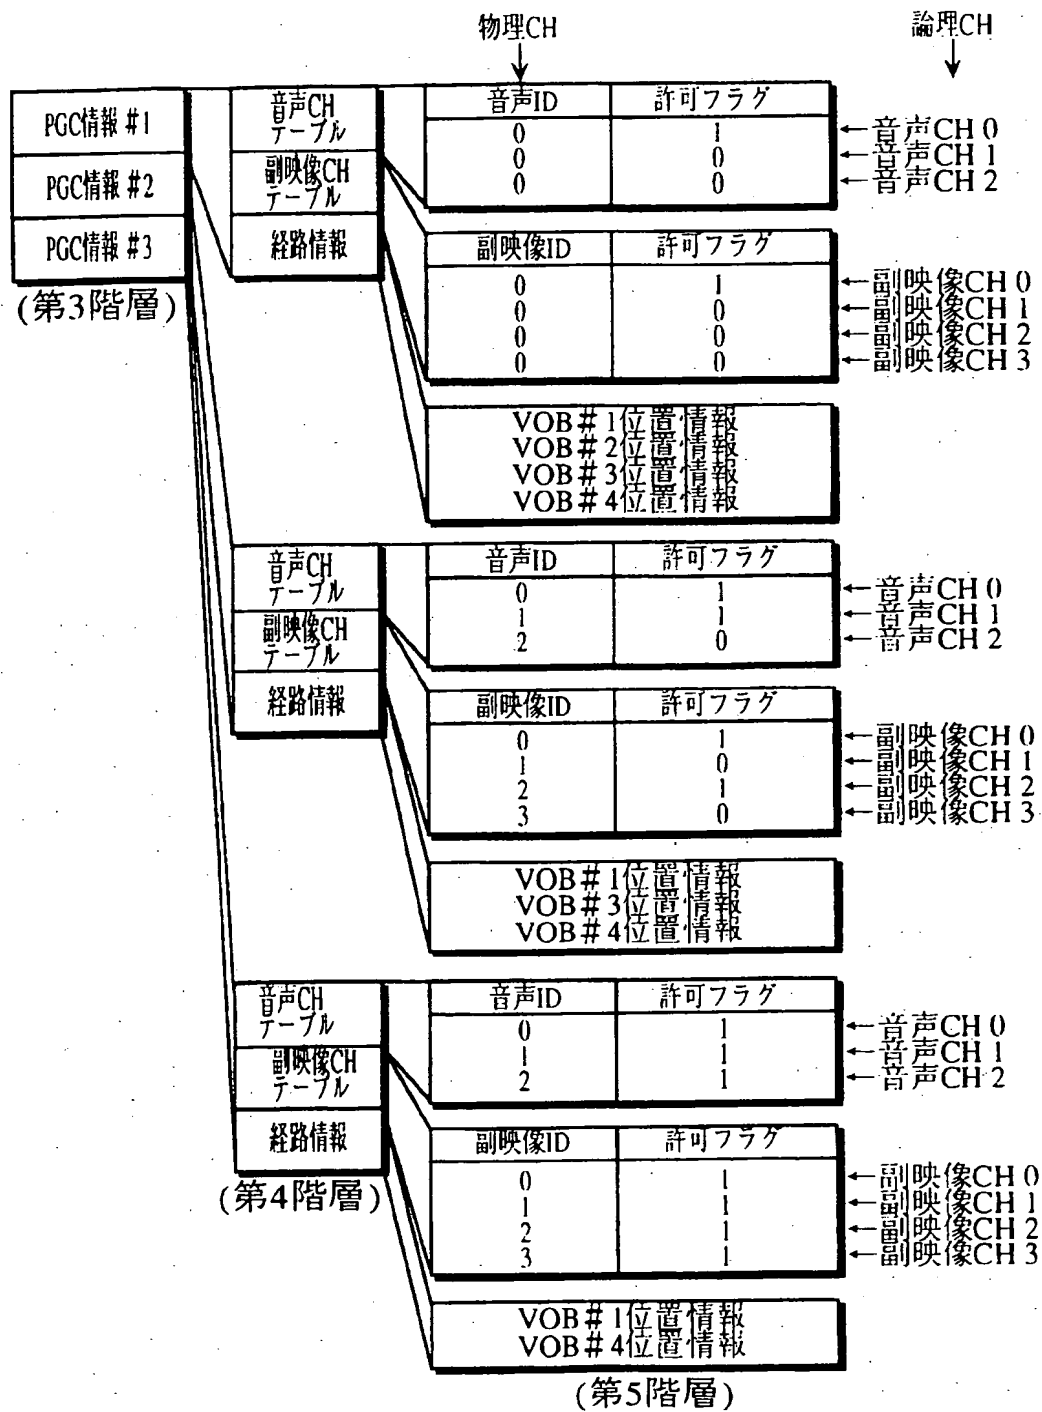 物理CH
論理CH
PGC情報 #1
PGC情報 #2
PGC情報 #3
(第3階層)
音声CH
テーブル
副映像CH
テーブル
経路情報
音声ID 許可フラグ
0 1 ←音声CH 0
0 0 ←音声CH 1
0 0 ←音声CH 2
副映像ID 許可フラグ
0 1 ←副映像CH 0
0 0 ←副映像CH 1
0 0 ←副映像CH 2
0 0 ←副映像CH 3
VOB#1位置情報
VOB#2位置情報
VOB#3位置情報
VOB#4位置情報
音声CH
テーブル
副映像CH
テーブル
経路情報
音声ID 許可フラグ
0 1 ←音声CH 0
1 1 ←音声CH 1
2 0 ←音声CH 2
副映像ID 許可フラグ
0 1 ←副映像CH 0
1 0 ←副映像CH 1
2 1 ←副映像CH 2
3 0 ←副映像CH 3
VOB#1位置情報
VOB#3位置情報
VOB#4位置情報
音声CH
テーブル
副映像CH
テーブル
経路情報
(第4階層)
音声ID 許可フラグ
0 1 ←音声CH 0
1 1 ←音声CH 1
2 1 ←音声CH 2
副映像ID 許可フラグ
0 1 ←副映像CH 0
1 1 ←副映像CH 1
2 1 ←副映像CH 2
3 1 ←副映像CH 3
VOB#1位置情報
VOB#4位置情報
(第5階層)